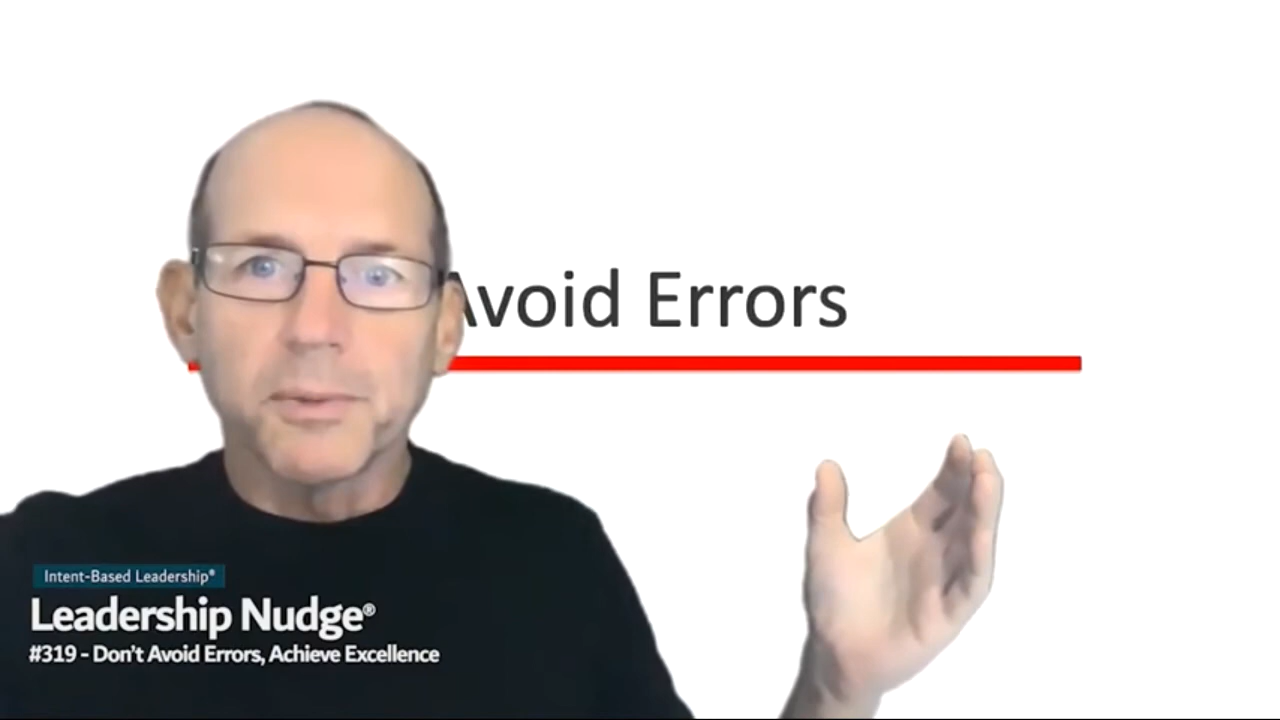 Avoid Errors
Intent-Based Leadership®
Leadership Nudge®
#319 - Don't Avoid Errors, Achieve Excellence